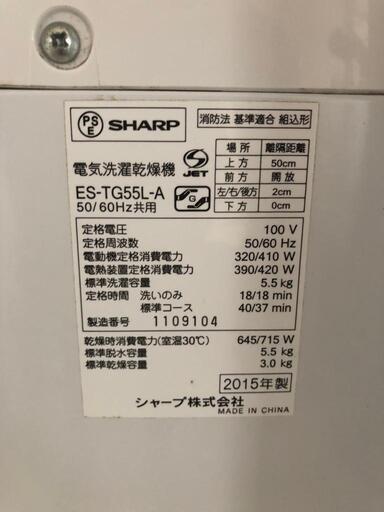 PS
E
SHARP
消防法 基準適合 組込形
電気洗濯乾燥機
S
JET
ES-TG55L-A
G
50/60Hz共用
場所 離隔距離
上方 50cm
前方 開放
左/右/後方 2cm
下方 0cm
定格電圧 100 V
定格周波数 50/60 Hz
電動機定格消費電力 320/410 W
電熱装置定格消費電力 390/420 W
標準洗濯容量 5.5 kg
定格時間 洗いのみ 18/18 min
標準コース 40/37 min
製造番号 1109104
乾燥時消費電力(室温30℃) 645/715 W
標準脱水容量 5.5 kg
標準乾燥容量 3.0 kg
2015年製
シャープ株式会社
MADE IN CHINA